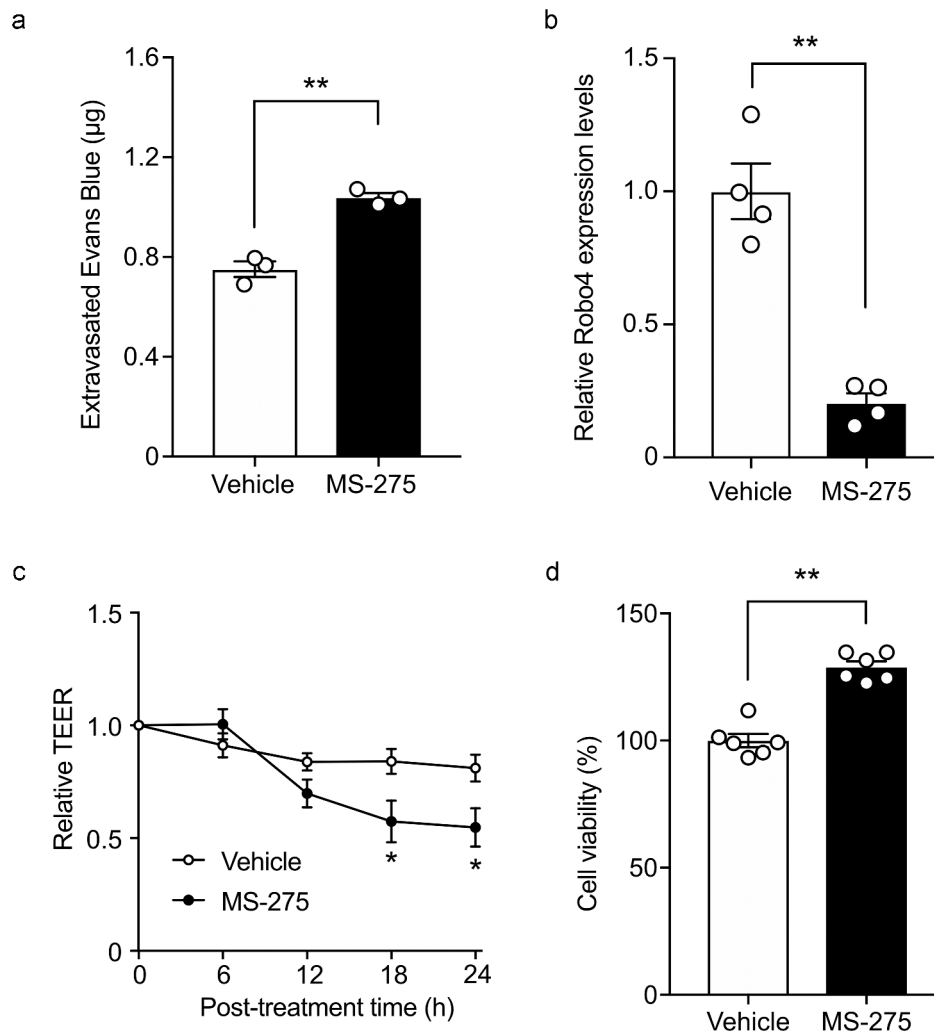 a
Extravasated Evans Blue (µg)
1.6
1.2
0.8
0.4
0
**
Vehicle
MS-275
b
Relative Robo4 expression levels
1.5
1.0
0.5
0
**
Vehicle
MS-275
c
Relative TEER
1.5
1.0
0.5
0
Vehicle
MS-275
*
*
0 6 12 18 24
Post-treatment time (h)
d
Cell viability (%)
150
100
50
0
**
Vehicle
MS-275